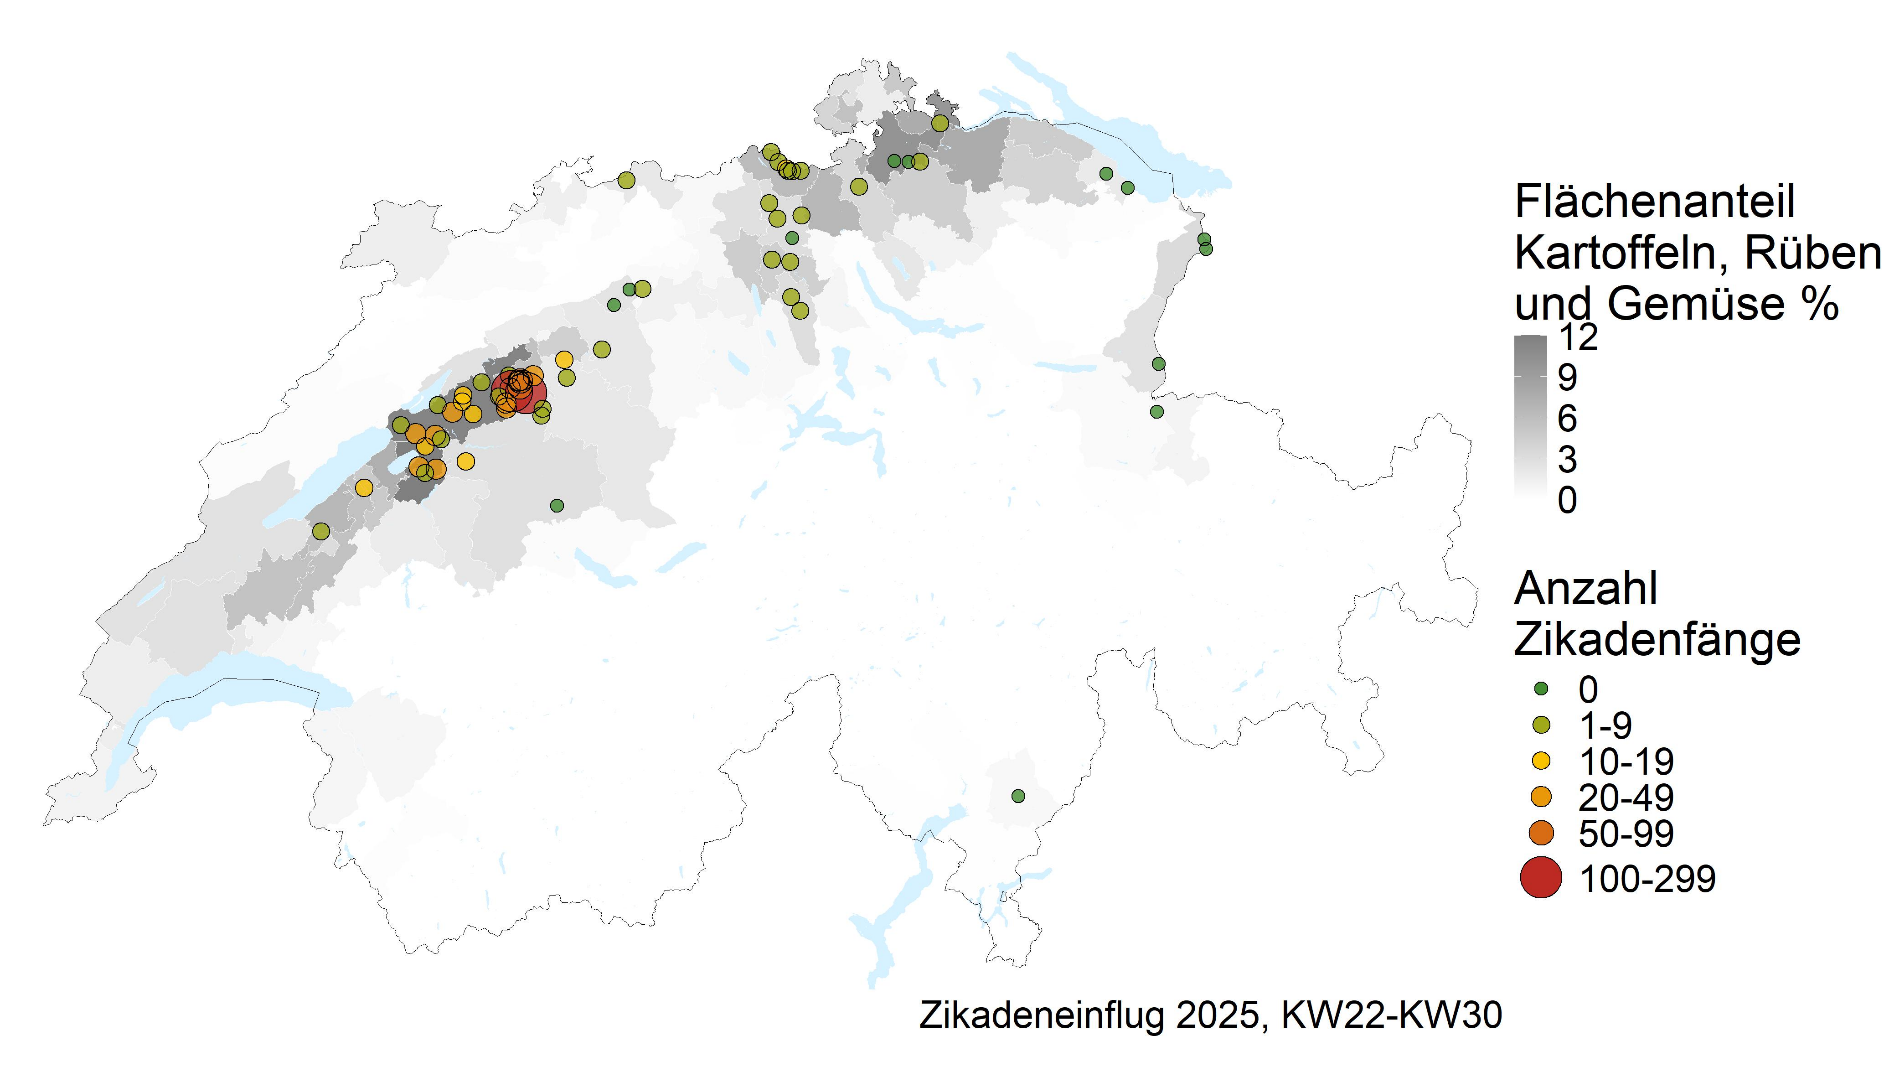 Flächenanteil
Kartoffeln, Rüben
und Gemüse %
12
9
6
3
0
Anzahl
Zikadenfänge
0
1-9
10-19
20-49
50-99
100-299
Zikadeneinflug 2025, KW22-KW30